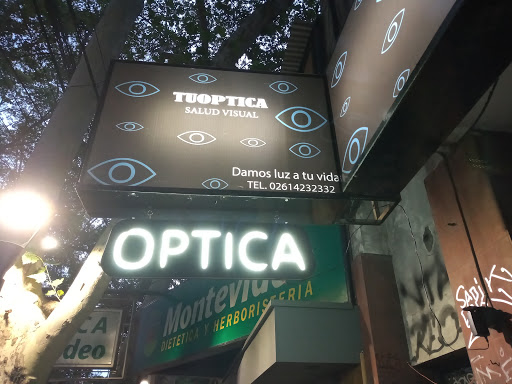 TUOPTICA
SALUD VISUAL
Damos luz a tu vida
TEL. 02614232332
OPTICA
Montevideo
DIETETICA Y HERBORISTERIA